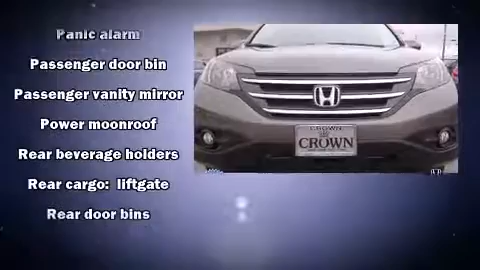 Panic alarm
Passenger door bin
Passenger vanity mirror
Power moonroof
Rear beverage holders
Rear cargo: liftgate
Rear door bins
CROWN
CROWN